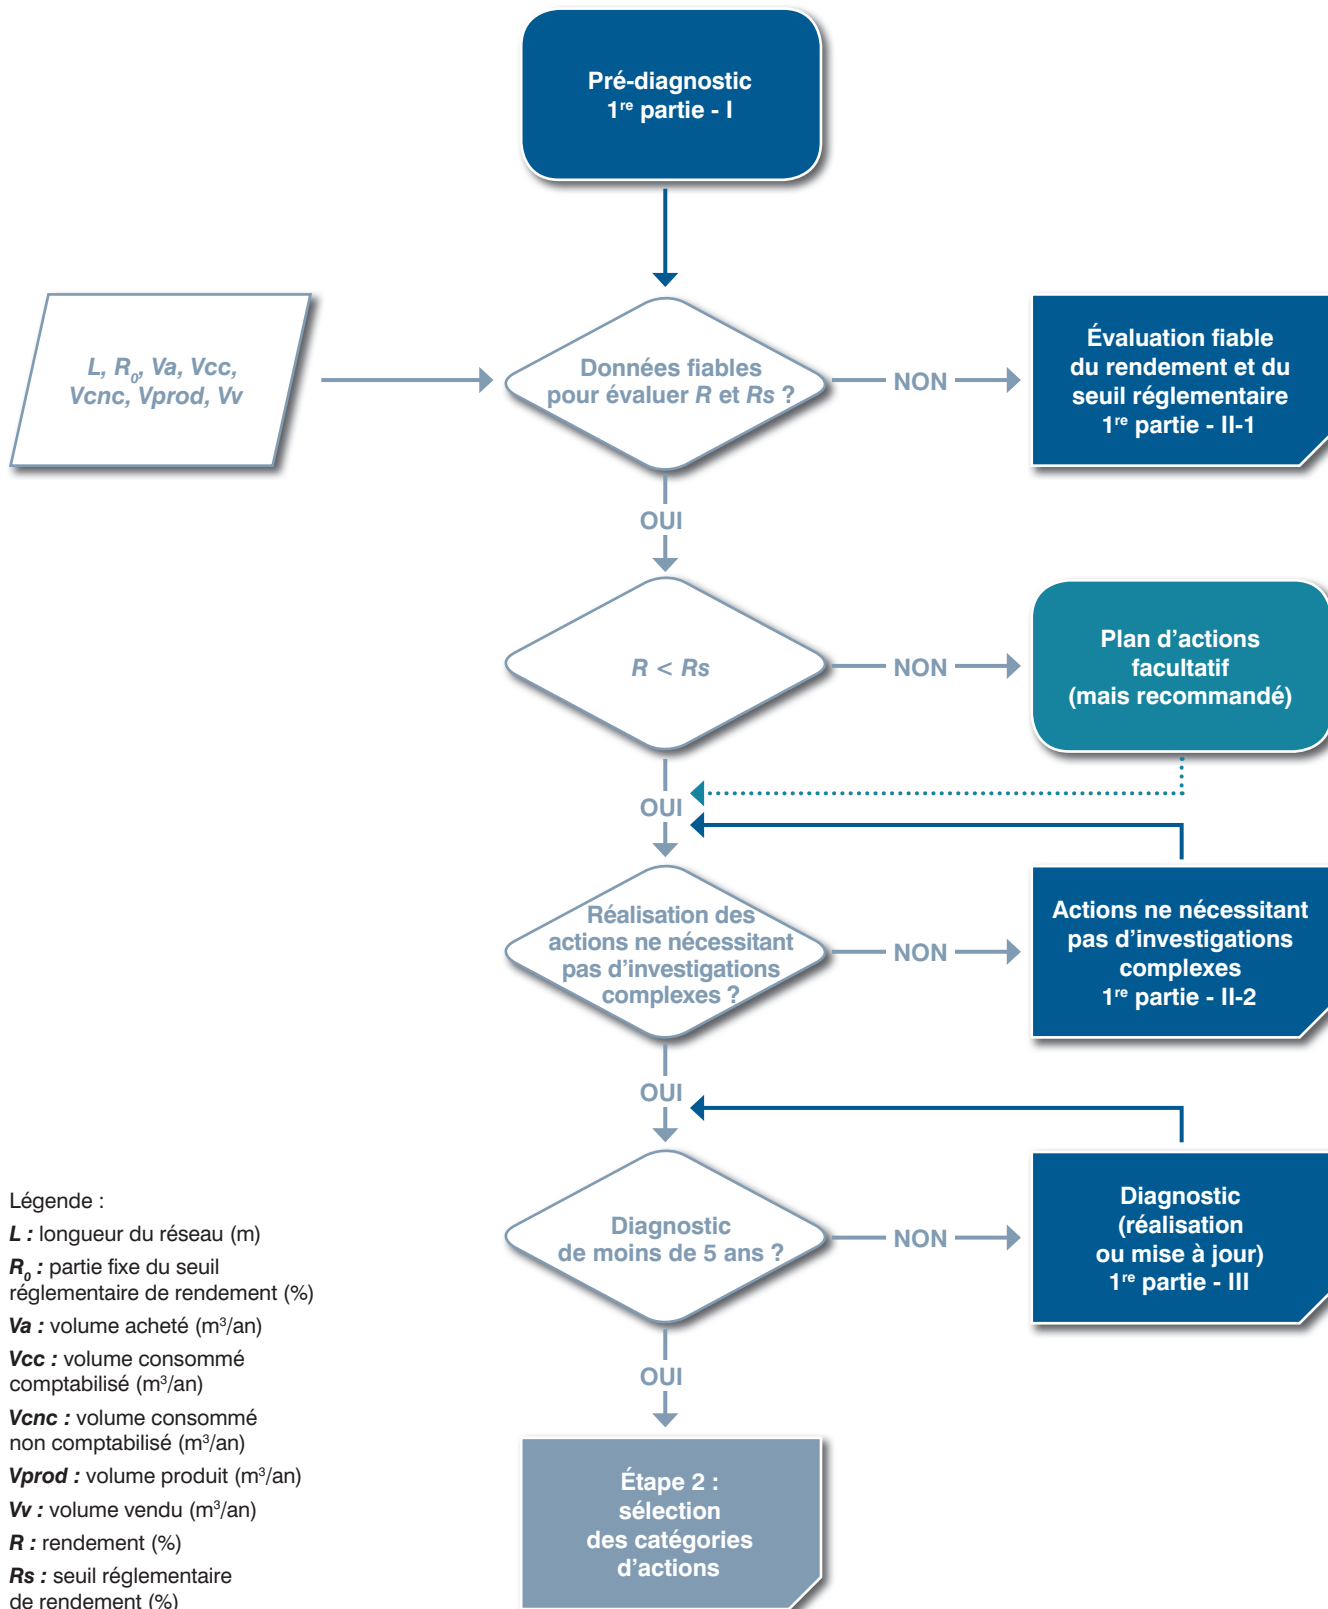 Pré-diagnostic
1re partie - I
L, R0, Va, Vcc,
Vcnc, Vprod, Vv
Données fiables
pour évaluer R et Rs ?
NON
Évaluation fiable
du rendement et du
seuil réglementaire
1re partie - II-1
OUI
R < Rs
NON
Plan d’actions
facultatif
(mais recommandé)
OUI
Réalisation des
actions ne nécessitant
pas d’investigations
complexes ?
NON
Actions ne nécessitant
pas d’investigations
complexes
1re partie - II-2
OUI
Diagnostic
de moins de 5 ans ?
NON
Diagnostic
(réalisation
ou mise à jour)
1re partie - III
OUI
Étape 2 :
sélection
des catégories
d’actions
Légende :
L : longueur du réseau (m)
R0 : partie fixe du seuil
réglementaire de rendement (%)
Va : volume acheté (m³/an)
Vcc : volume consommé
comptabilisé (m³/an)
Vcnc : volume consommé
non comptabilisé (m³/an)
Vprod : volume produit (m³/an)
Vv : volume vendu (m³/an)
R : rendement (%)
Rs : seuil réglementaire
de rendement (%)